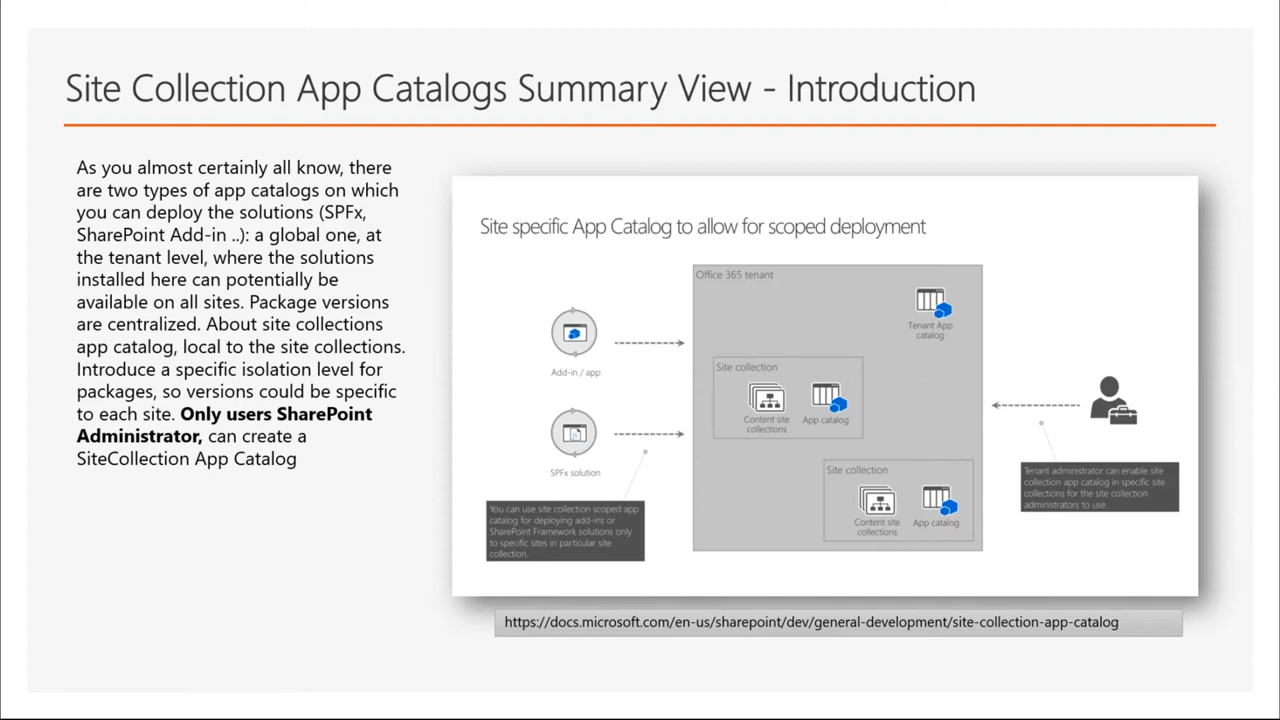 Site Collection App Catalogs Summary View - Introduction
As you almost certainly all know, there
are two types of app catalogs on which
you can deploy the solutions (SPFx,
SharePoint Add-in ..): a global one, at
the tenant level, where the solutions
installed here can potentially be
available on all sites. Package versions
are centralized. About site collections
app catalog, local to the site collections.
Introduce a specific isolation level for
packages, so versions could be specific
to each site. Only users SharePoint
Administrator, can create a
SiteCollection App Catalog
Site specific App Catalog to allow for scoped deployment
Add-in / app
SPFx solution
You can use site collection scoped app
catalog for deploying add-ins or
SharePoint Framework solutions only
to specific sites in particular site
collection.
Office 365 tenant
Tenant App
catalog
Site collection
Content site
collections
App catalog
Site collection
Content site
collections
App catalog
Tenant administrator can enable site
collection app catalog in specific site
collections for the site collection
administrators to use.
https://docs.microsoft.com/en-us/sharepoint/dev/general-development/site-collection-app-catalog